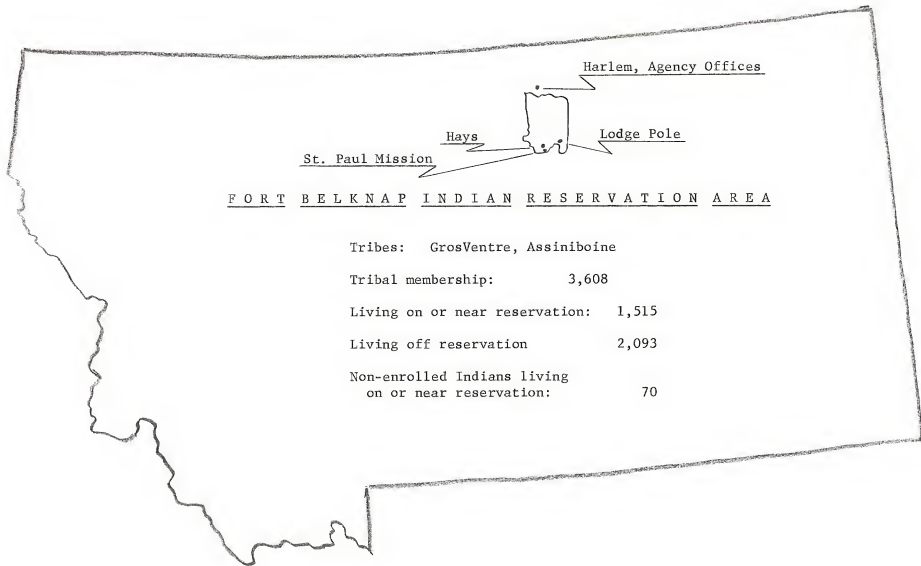 Harlem, Agency Offices
Hays
Lodge Pole
St. Paul Mission
FORT BELKNAP INDIAN RESERVATION AREA
Tribes: GrosVentre, Assiniboine
Tribal membership: 3,608
Living on or near reservation: 1,515
Living off reservation 2,093
Non-enrolled Indians living
on or near reservation: 70